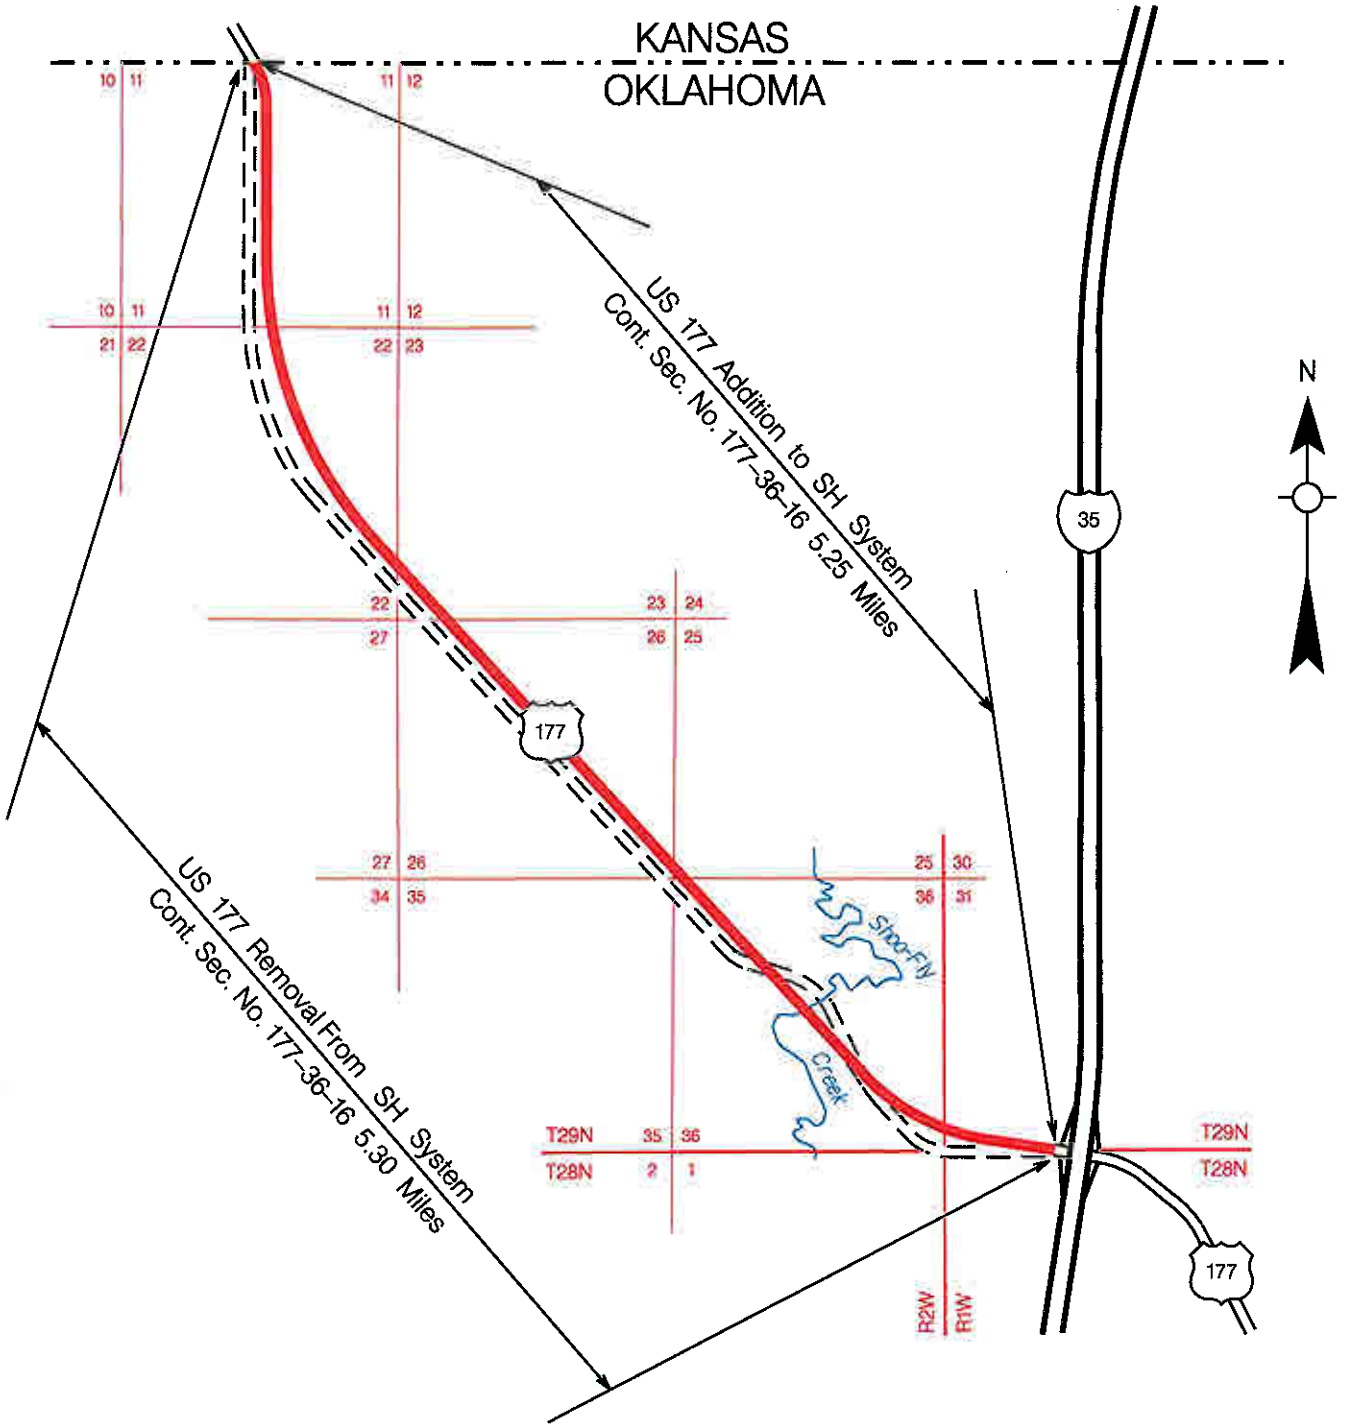 KANSAS
OKLAHOMA
10 11
11 12
10 11
21 22
11 12
22 23
US 177 Addition to SH System
Cont. Sec. No. 177-36-16 5.25 Miles
N
35
22
27
23 24
26 25
177
27 26
34 35
25 30
36 31
Shoo-Fly
Creek
US 177 Removal From SH System
Cont. Sec. No. 177-36-16 5.30 Miles
T29N
T28N
35 36
2 1
T29N
T28N
R2W
R1W
177